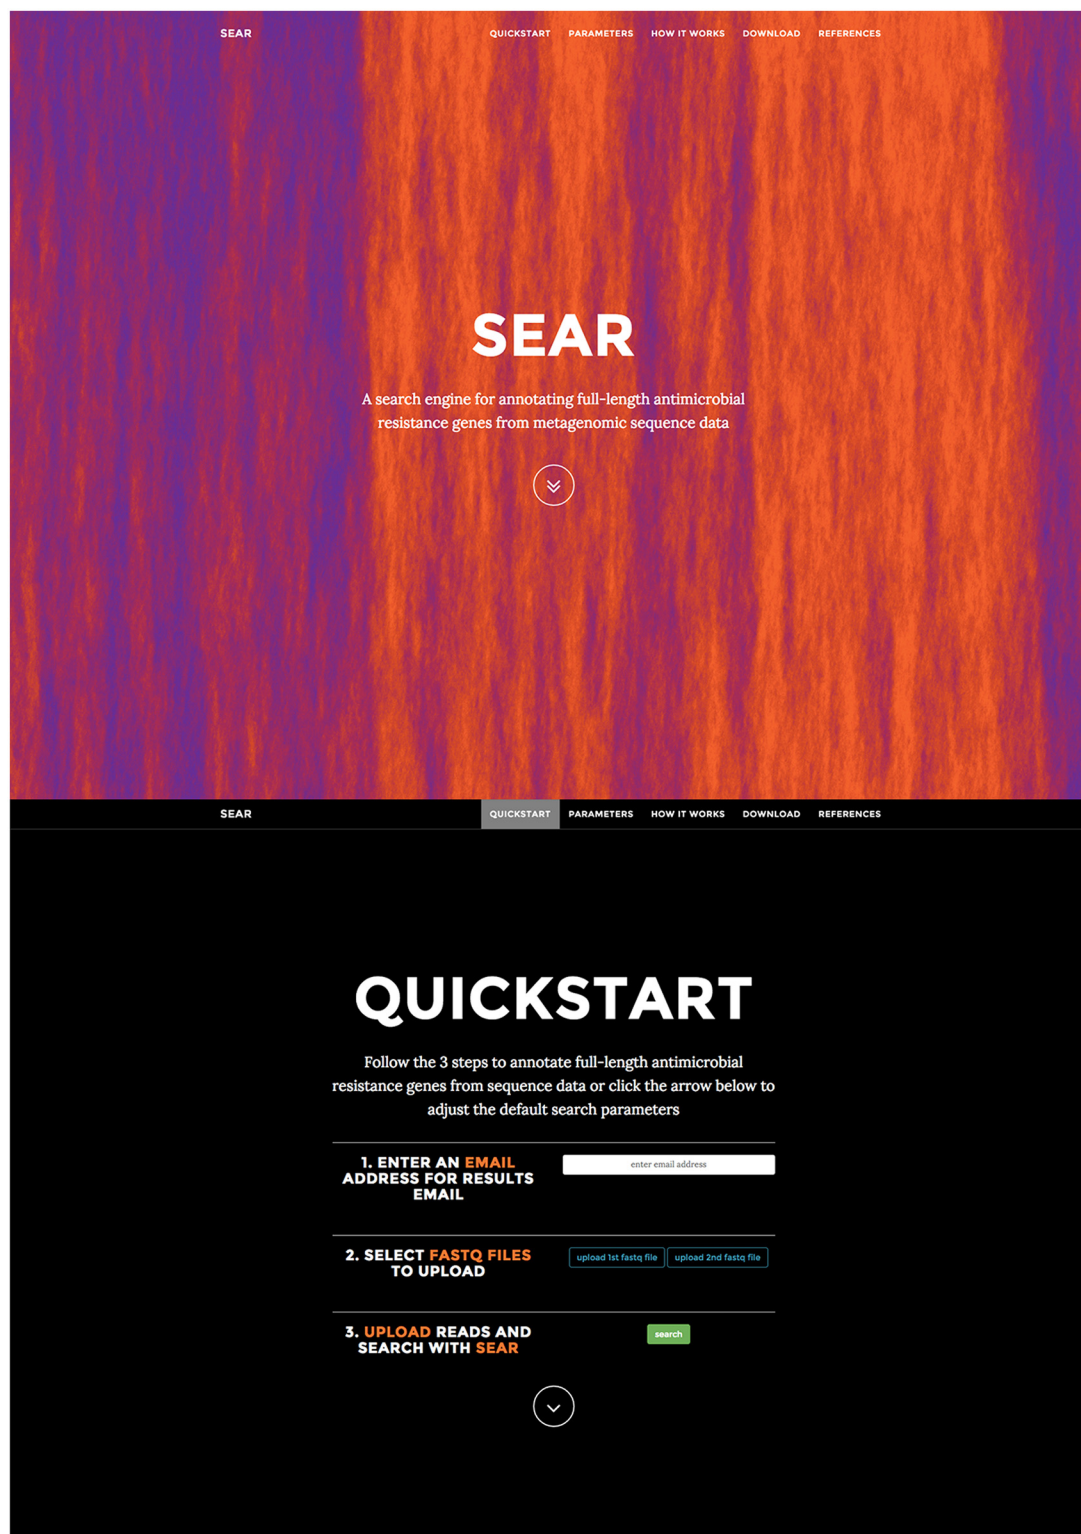 SEAR QUICKSTART PARAMETERS HOW IT WORKS DOWNLOAD REFERENCES
SEAR
A search engine for annotating full-length antimicrobial
resistance genes from metagenomic sequence data
SEAR QUICKSTART PARAMETERS HOW IT WORKS DOWNLOAD REFERENCES
QUICKSTART
Follow the 3 steps to annotate full-length antimicrobial
resistance genes from sequence data or click the arrow below to
adjust the default search parameters
1. ENTER AN EMAIL
ADDRESS FOR RESULTS
EMAIL
enter email address
2. SELECT FASTQ FILES
TO UPLOAD
upload 1st fastq file upload 2nd fastq file
3. UPLOAD READS AND
SEARCH WITH SEAR
search